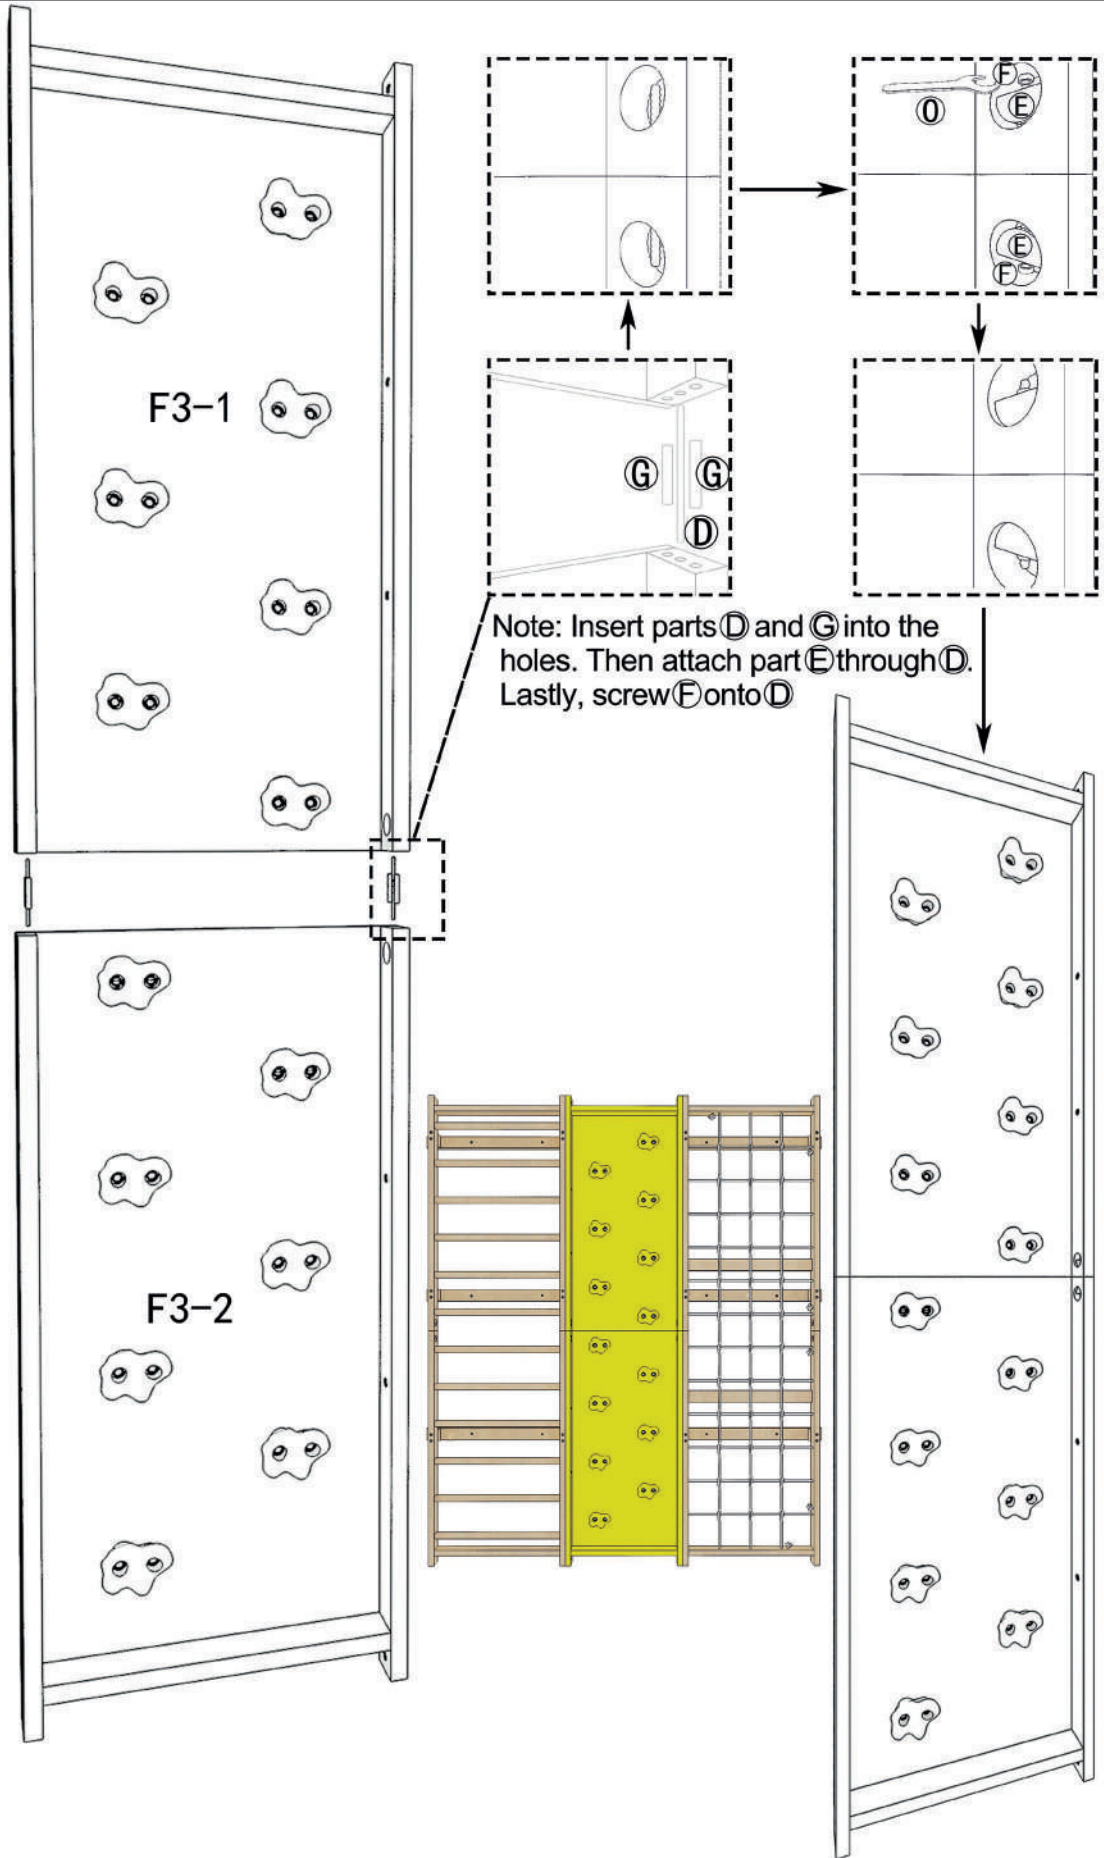 F
O
E
E
F
F3-1
G
G
D
Note: Insert parts Ⓓ and Ⓖ into the
holes. Then attach part Ⓔ through Ⓓ.
Lastly, screw Ⓕ onto Ⓓ
F3-2